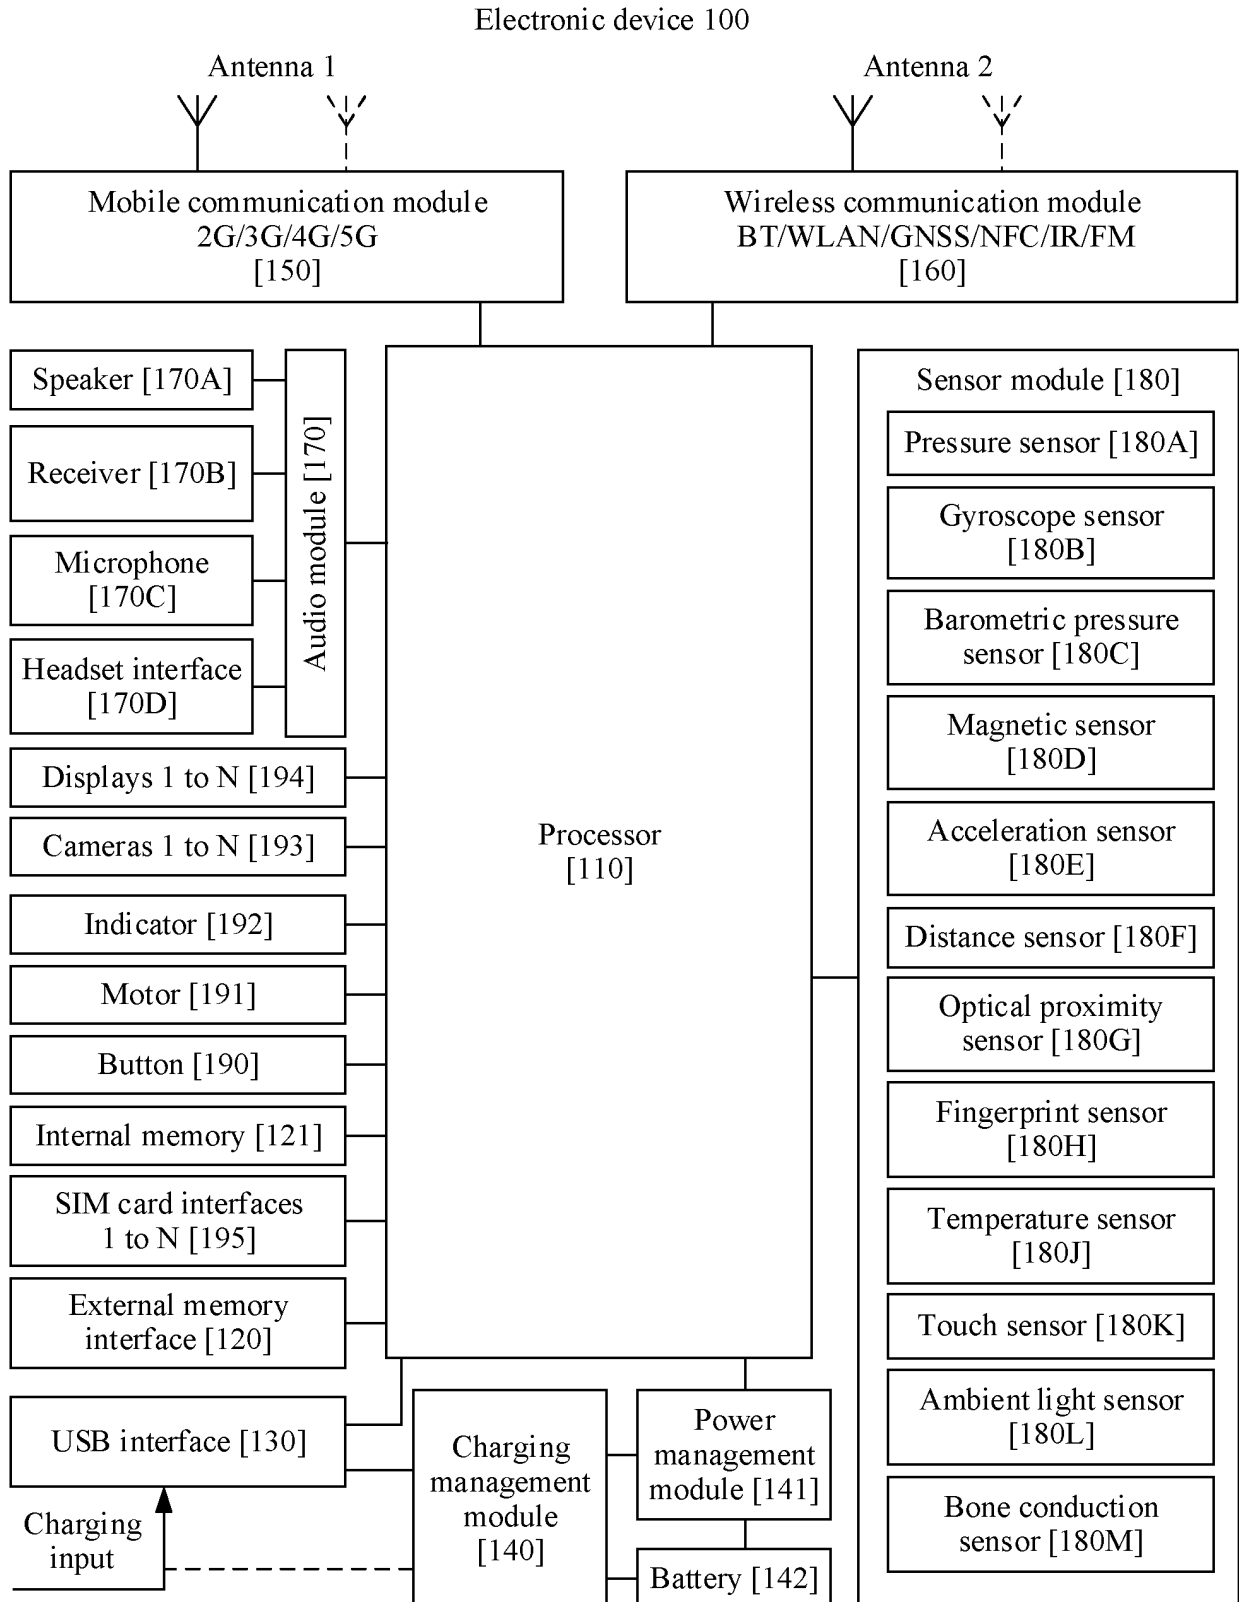 Electronic device 100
Antenna 1
Antenna 2
Mobile communication module
2G/3G/4G/5G
[150]
Wireless communication module
BT/WLAN/GNSS/NFC/IR/FM
[160]
Speaker [170A]
Receiver [170B]
Microphone
[170C]
Headset interface
[170D]
Audio module [170]
Displays 1 to N [194]
Cameras 1 to N [193]
Indicator [192]
Motor [191]
Button [190]
Internal memory [121]
SIM card interfaces
1 to N [195]
External memory
interface [120]
USB interface [130]
Charging
input
Processor
[110]
Charging
management
module
[140]
Power
management
module [141]
Battery [142]
Sensor module [180]
Pressure sensor [180A]
Gyroscope sensor
[180B]
Barometric pressure
sensor [180C]
Magnetic sensor
[180D]
Acceleration sensor
[180E]
Distance sensor [180F]
Optical proximity
sensor [180G]
Fingerprint sensor
[180H]
Temperature sensor
[180J]
Touch sensor [180K]
Ambient light sensor
[180L]
Bone conduction
sensor [180M]